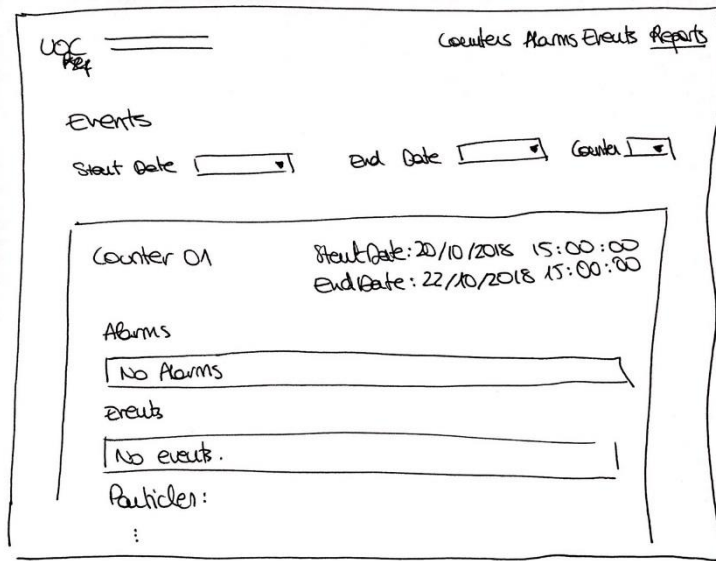 UOC
Counters Alarms Events Reports
Events
Start Date
End Date
Counter
Counter 01
Start Date: 20/10/2018 15:00:00
End Date: 22/10/2018 15:00:00
Alarms
No Alarms
Events
No events.
Particles:
⋮